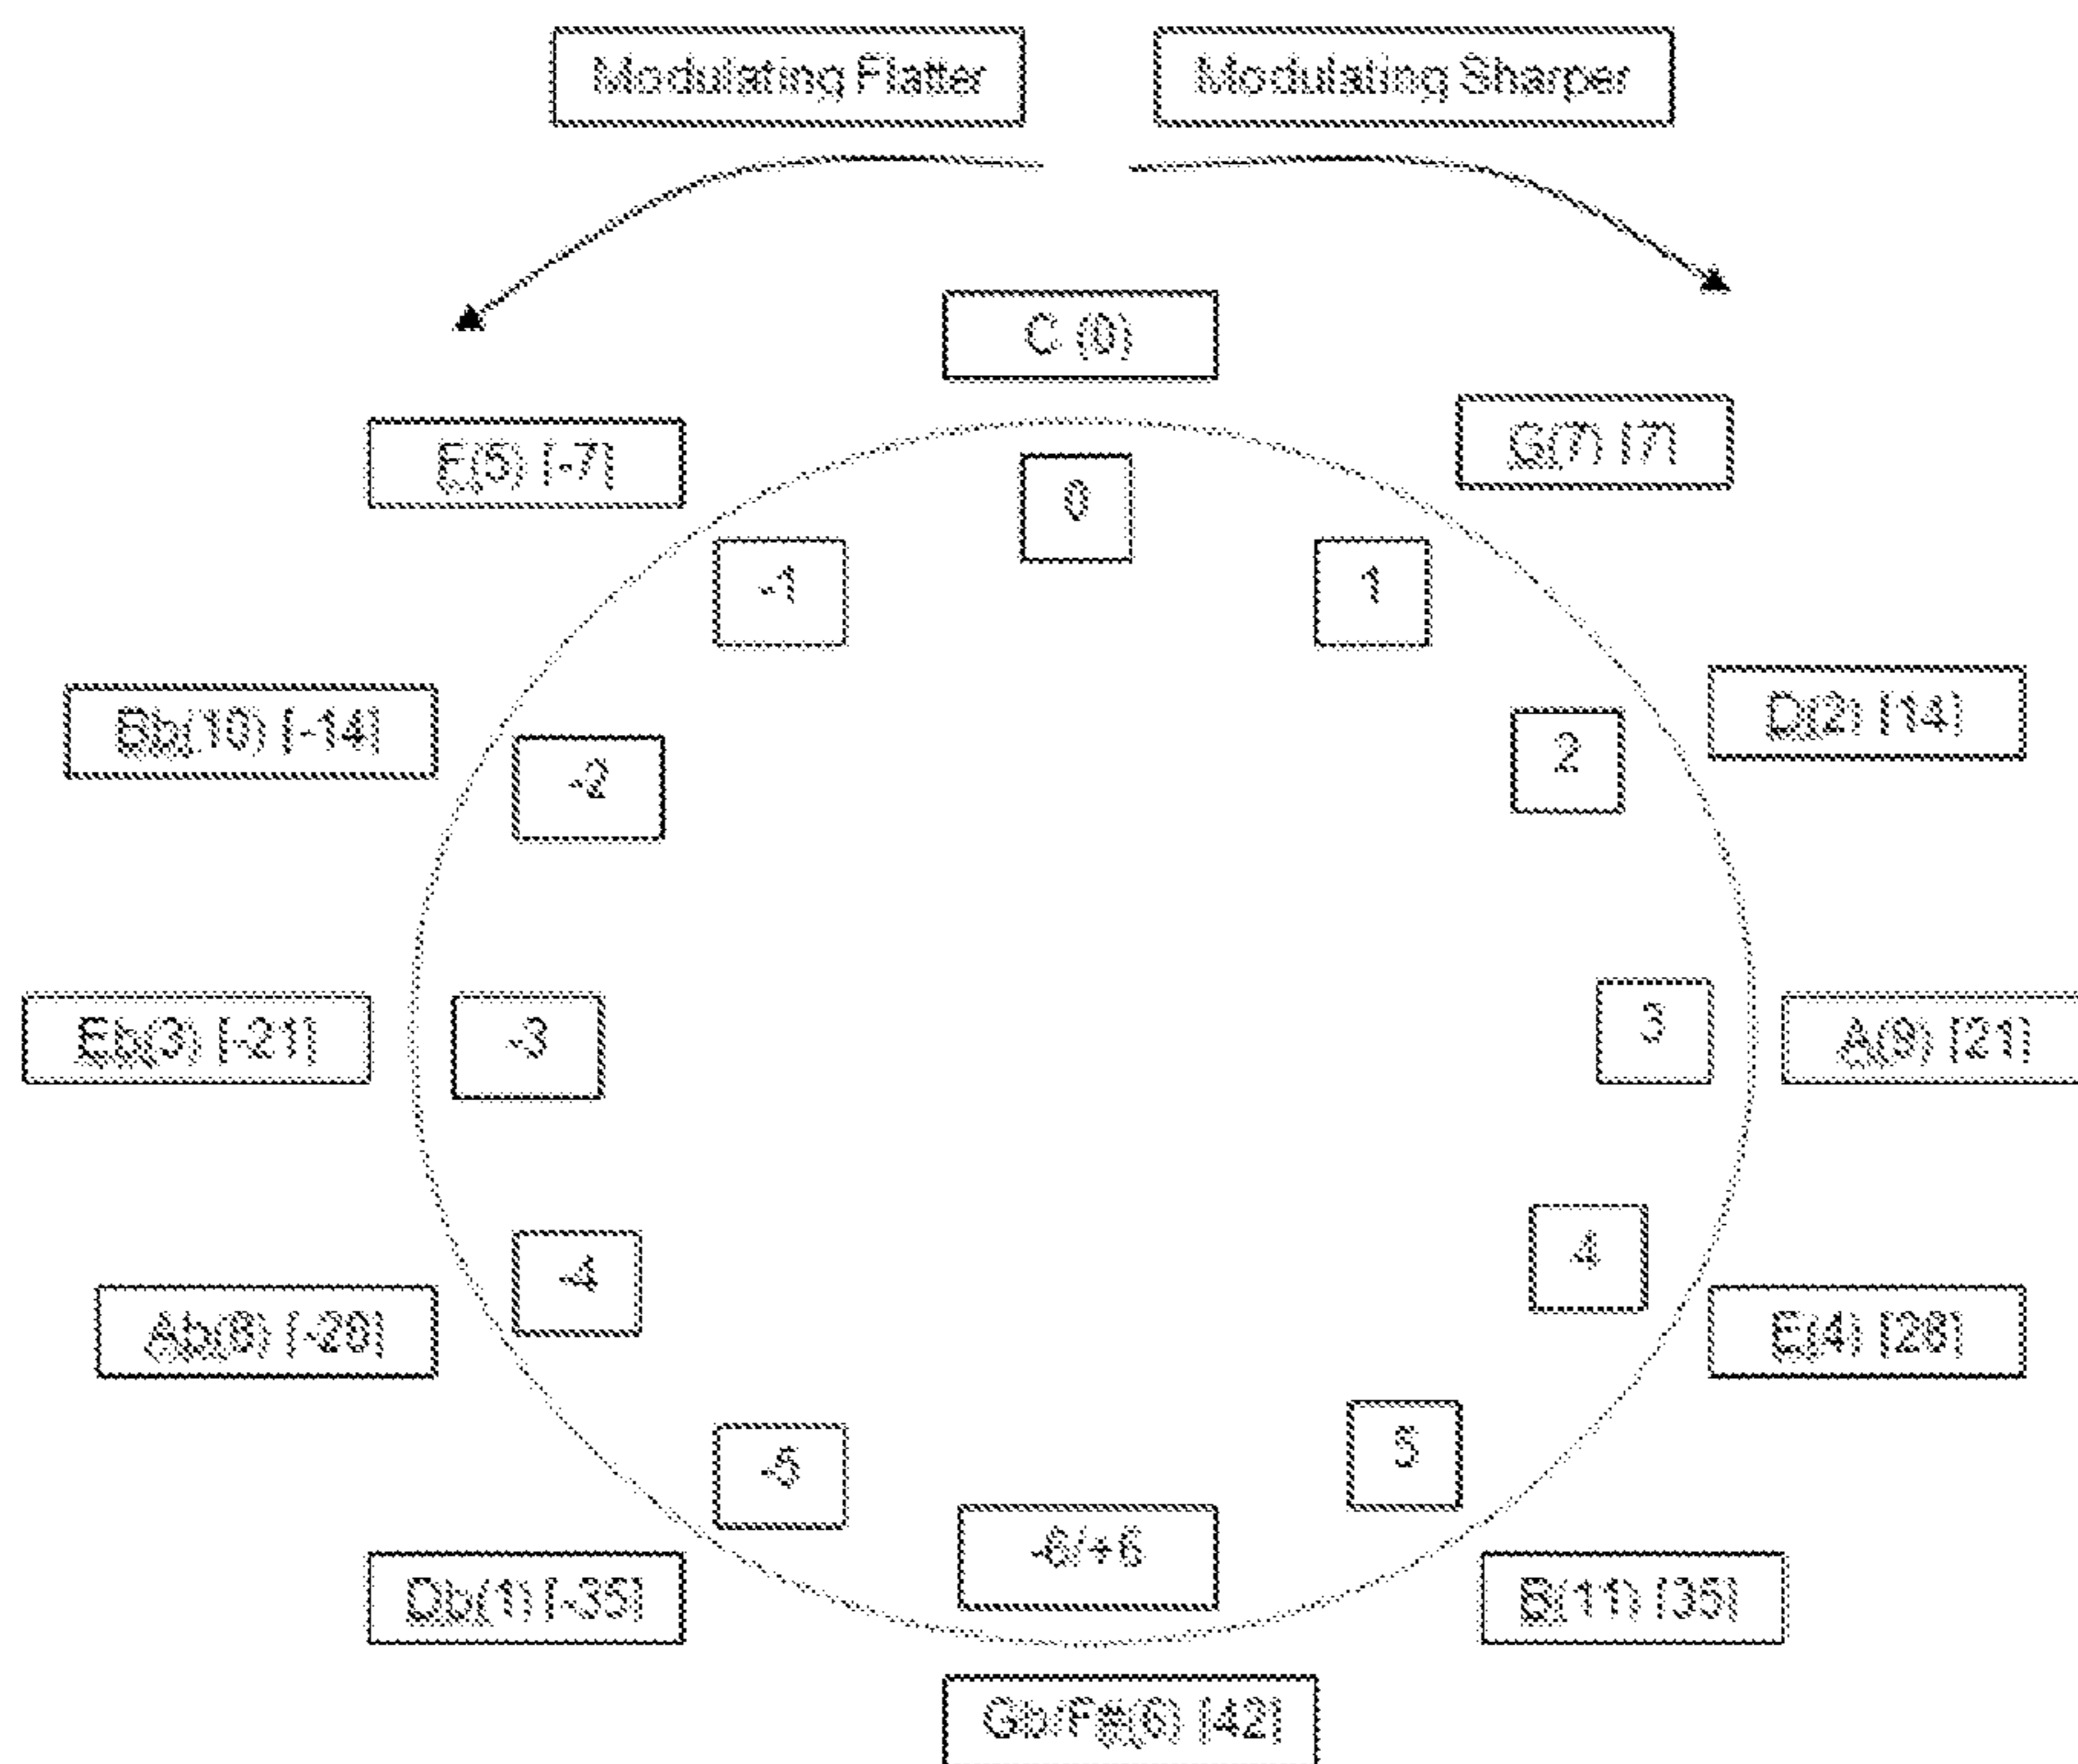 Modulating Flatter
Modulating Sharper
C (0)
F(5) [-7]
G(7) [7]
0
-1
1
Bb(10) [-14]
D(2) [14]
-2
2
Eb(3) [-21]
-3
3
A(9) [21]
-4
4
Ab(8) [-28]
E(4) [28]
-5
5
-6/+6
Db(1) [-35]
B(11) [35]
Gb/F#(6) [42]